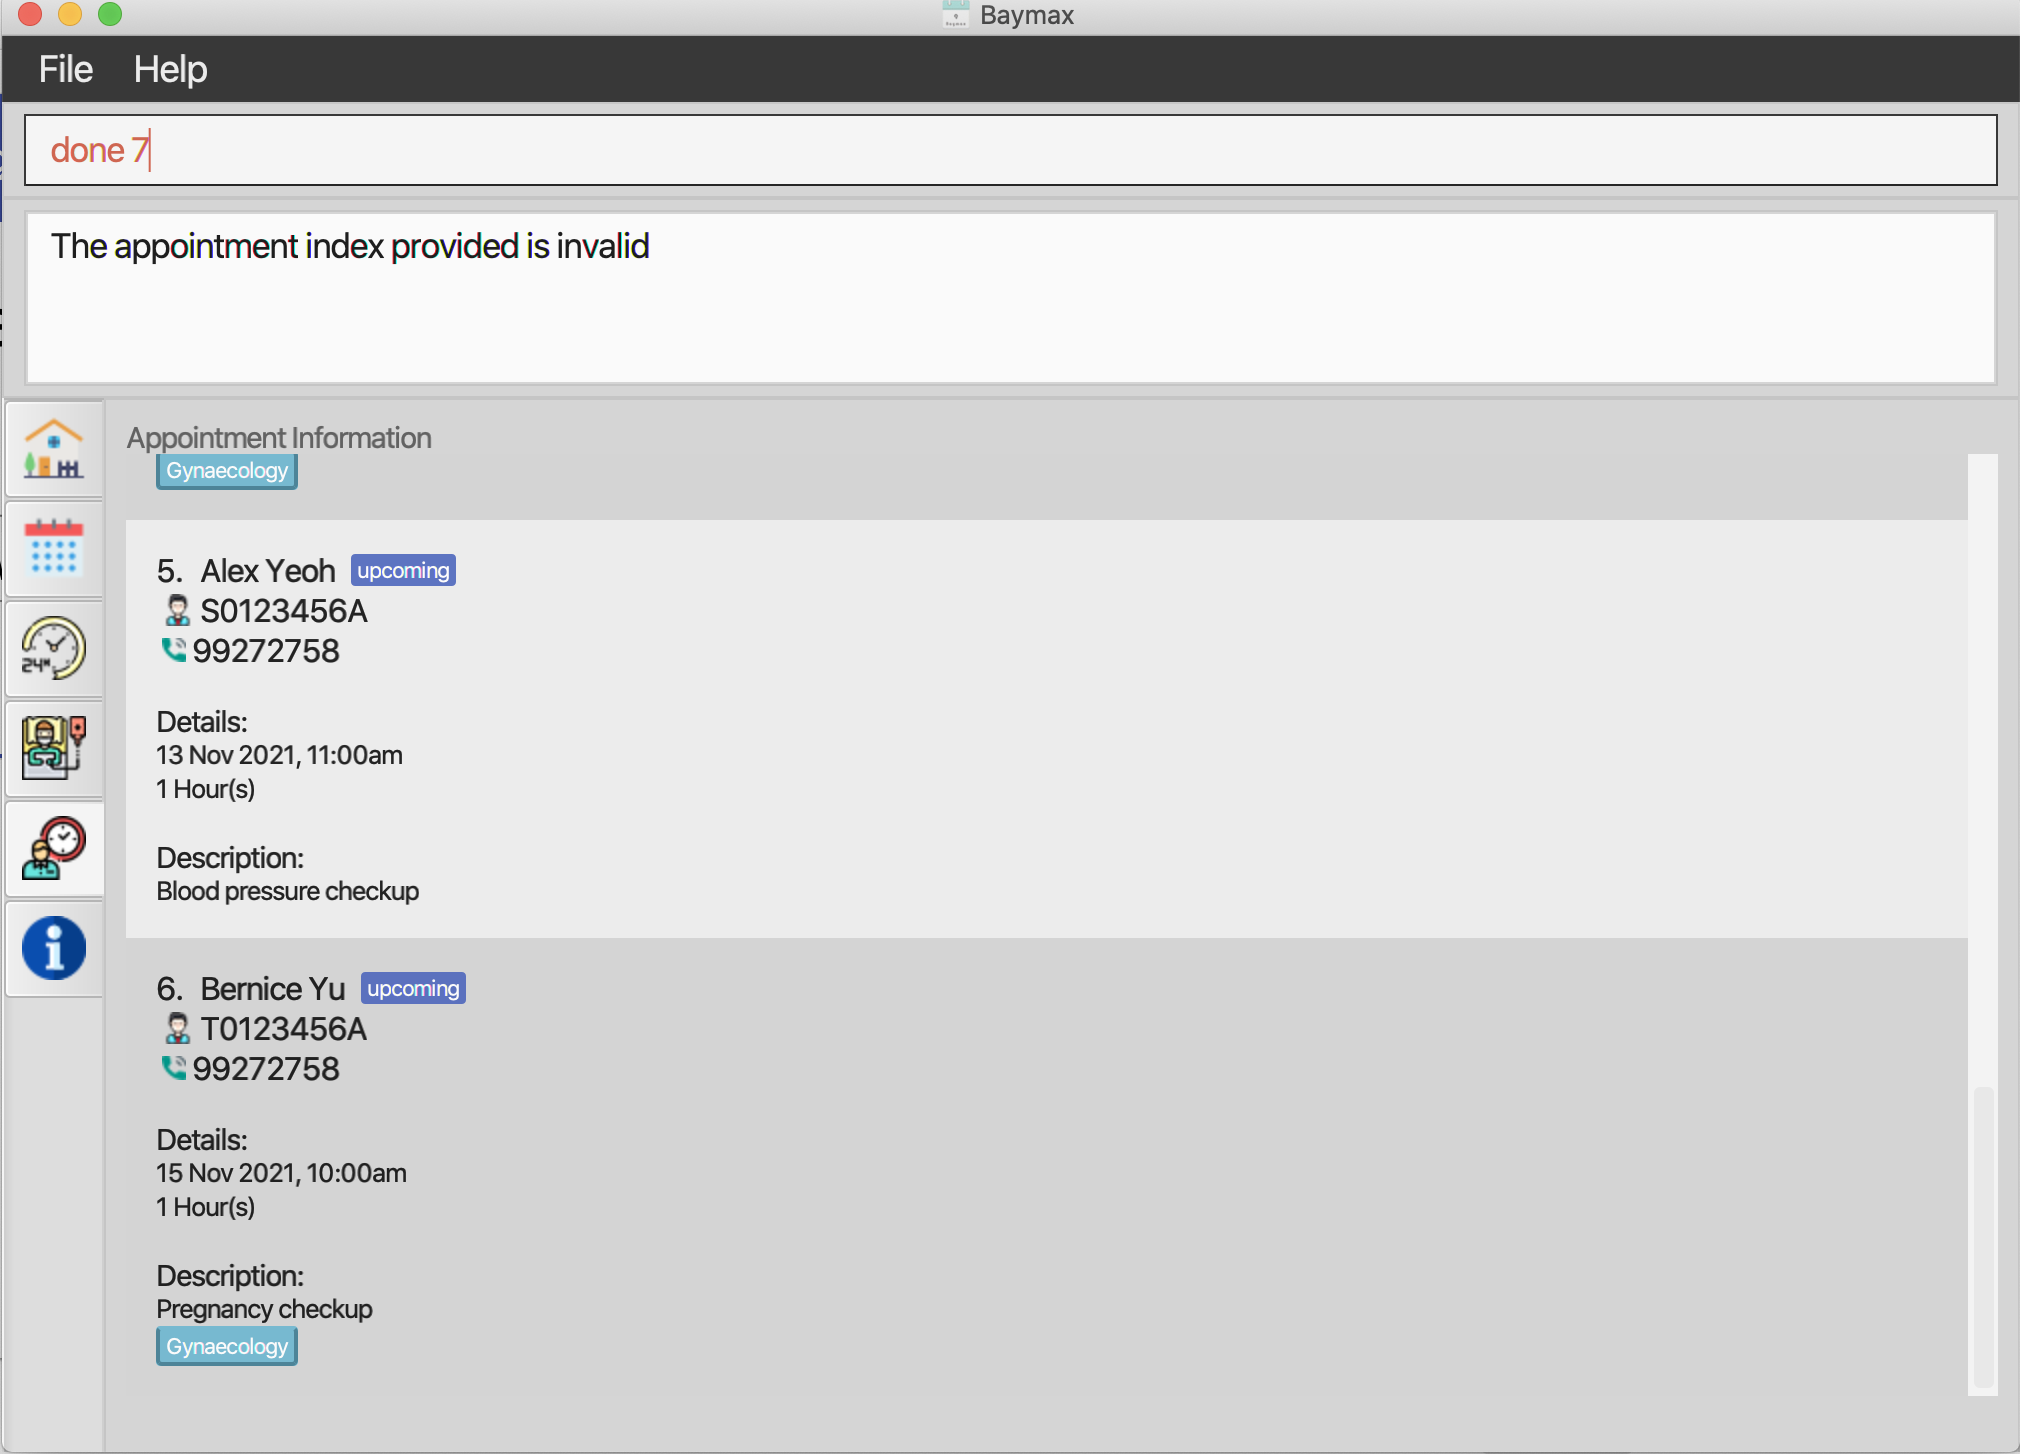 Baymax
File Help
done 7
The appointment index provided is invalid
Appointment Information
Gynaecology
5. Alex Yeoh upcoming
S0123456A
99272758
Details:
13 Nov 2021, 11:00am
1 Hour(s)
Description:
Blood pressure checkup
6. Bernice Yu upcoming
T0123456A
99272758
Details:
15 Nov 2021, 10:00am
1 Hour(s)
Description:
Pregnancy checkup
Gynaecology